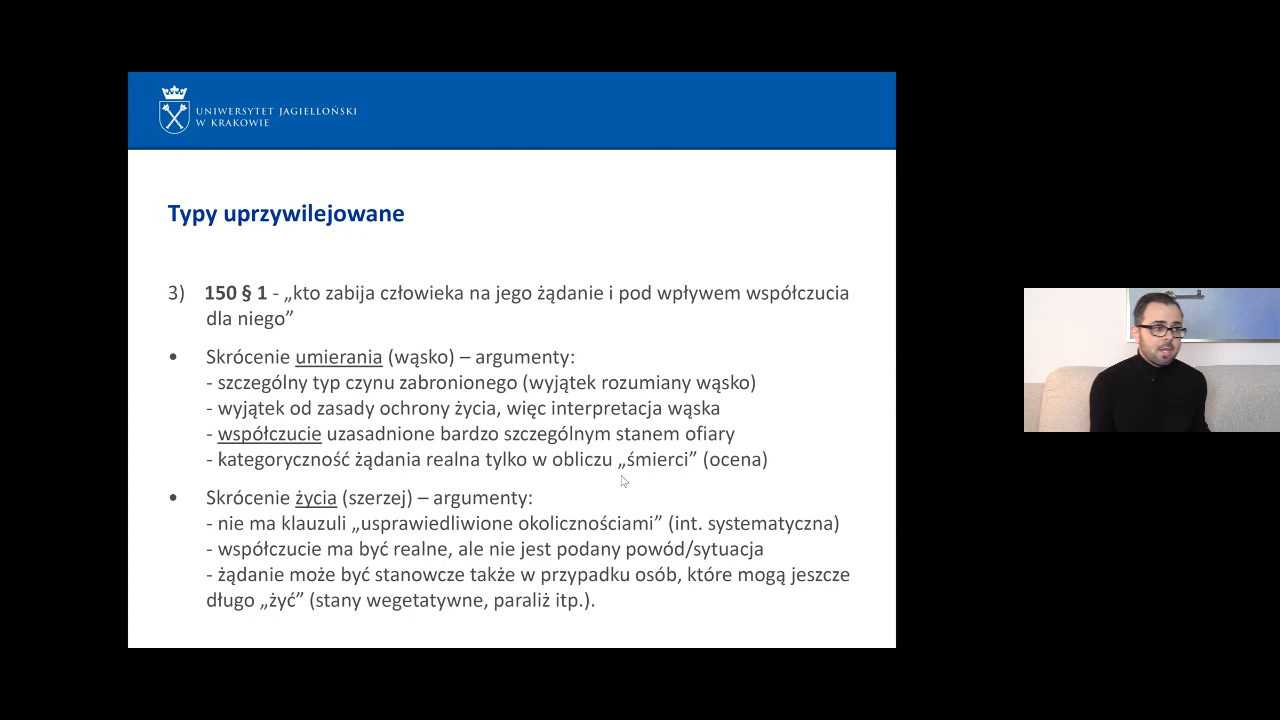 UNIWERSYTET JAGIELLOŃSKI
W KRAKOWIE
Typy uprzywilejowane
3) 150 § 1 - „kto zabija człowieka na jego żądanie i pod wpływem współczucia
dla niego”
• Skrócenie umierania (wąsko) – argumenty:
- szczególny typ czynu zabronionego (wyjątek rozumiany wąsko)
- wyjątek od zasady ochrony życia, więc interpretacja wąska
- współczucie uzasadnione bardzo szczególnym stanem ofiary
- kategoryczność żądania realna tylko w obliczu „śmierci” (ocena)
• Skrócenie życia (szerzej) – argumenty:
- nie ma klauzuli „usprawiedliwione okolicznościami” (int. systematyczna)
- współczucie ma być realne, ale nie jest podany powód/sytuacja
- żądanie może być stanowcze także w przypadku osób, które mogą jeszcze
długo „żyć” (stany wegetatywne, paraliż itp.).